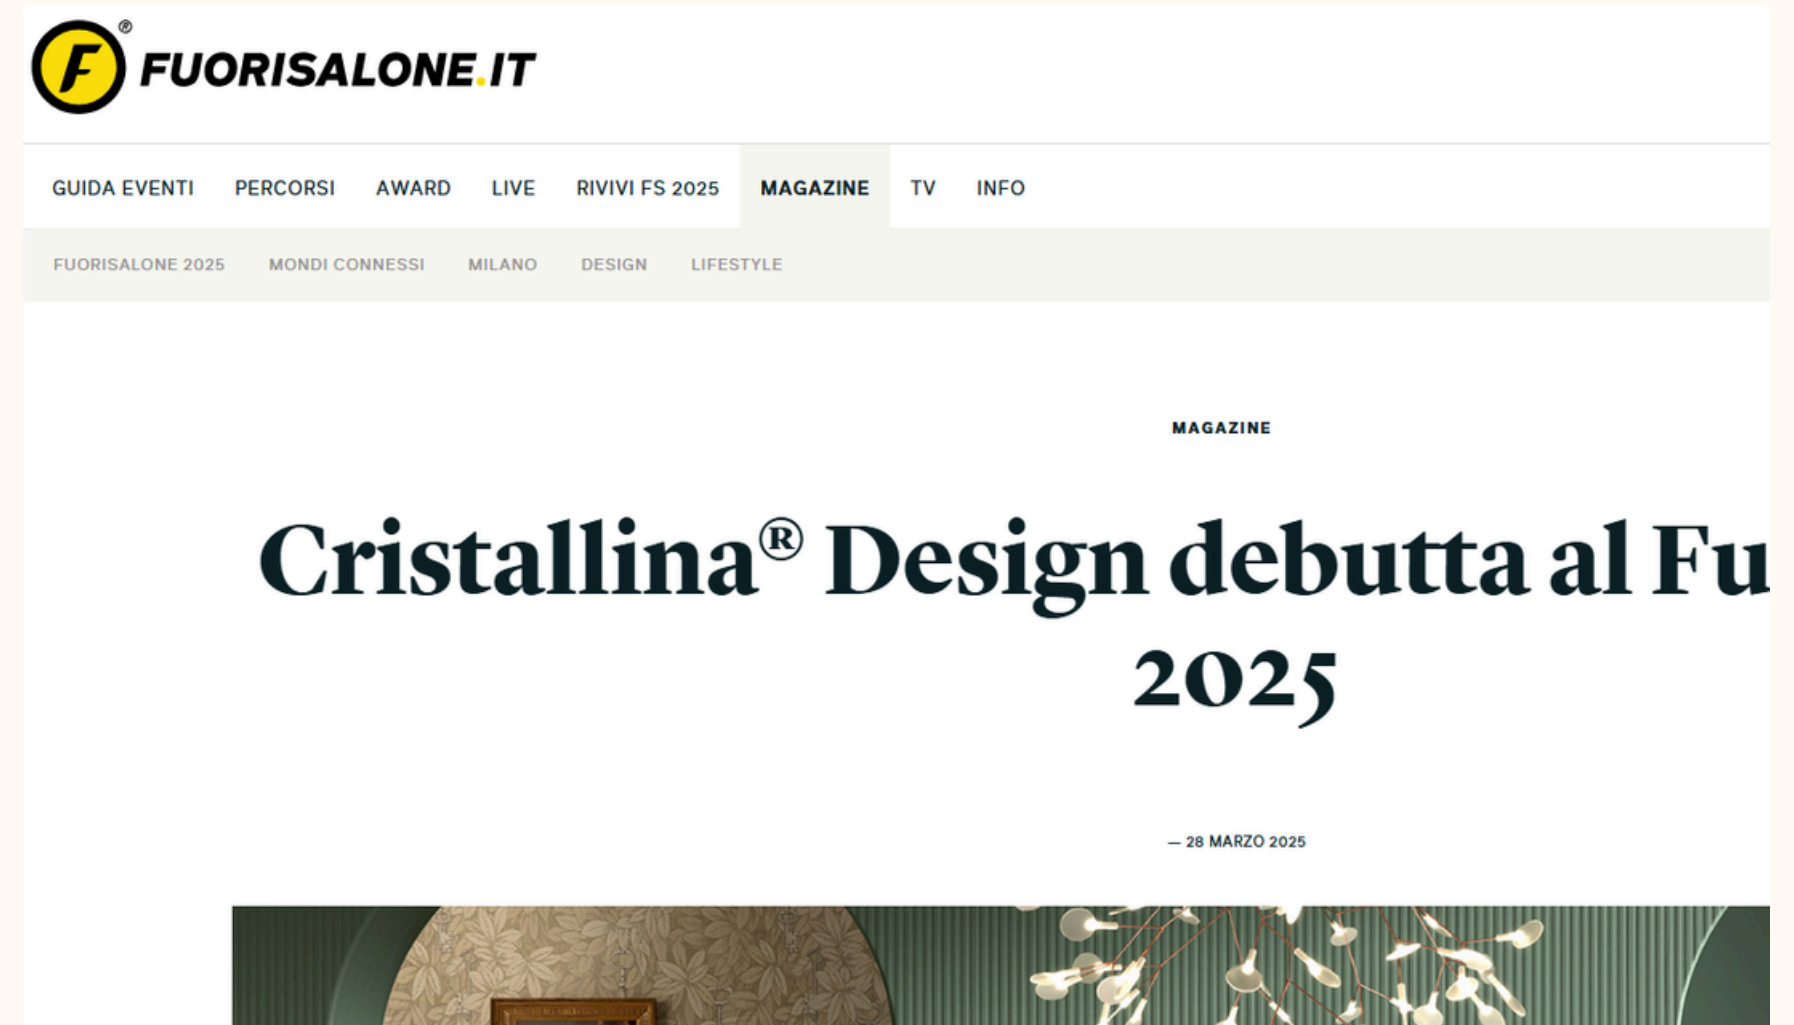 F®
FUORISALONE.IT
GUIDA EVENTI PERCORSI AWARD LIVE RIVIVI FS 2025 MAGAZINE TV INFO
FUORISALONE 2025 MONDI CONNESSI MILANO DESIGN LIFESTYLE
MAGAZINE
Cristallina® Design debutta al Fu
2025
— 28 MARZO 2025